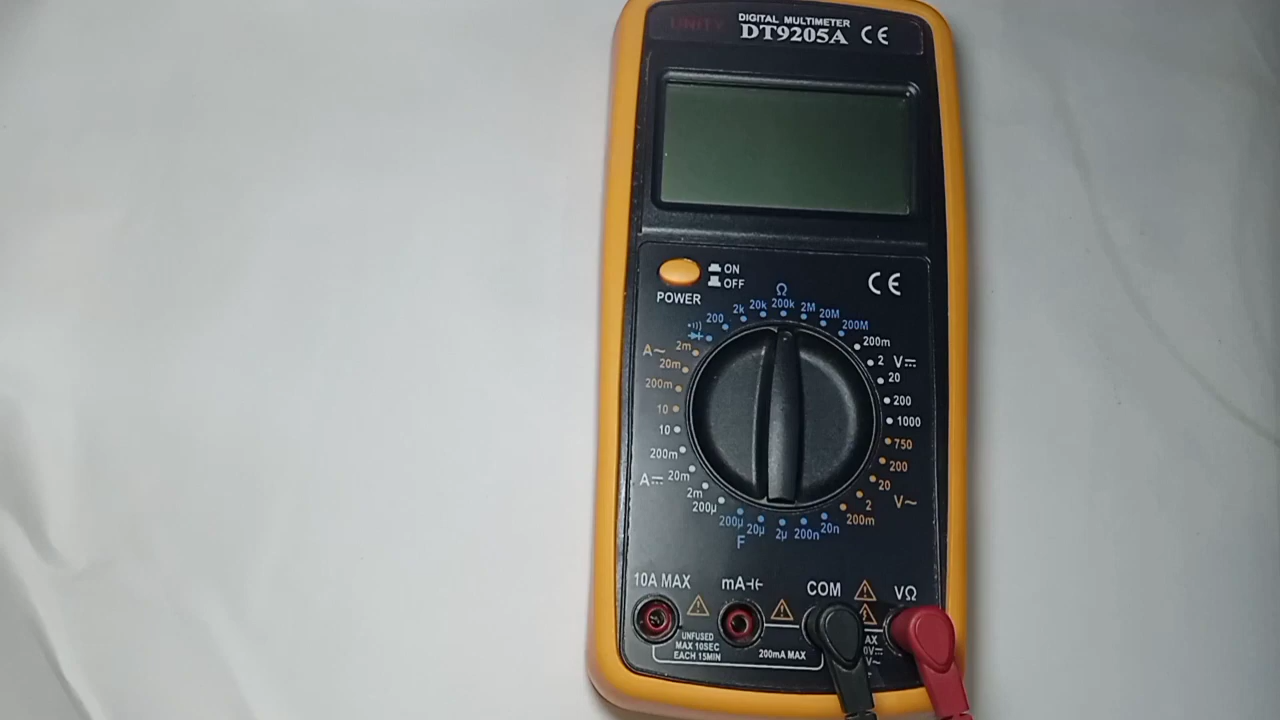 UNITY
DIGITAL MULTIMETER
DT9205A CE
ON
OFF
POWER
CE
Ω
200 2k 20k 200k 2M 20M 200M
A~
2m
20m
200m
10
10
200m
A⎓ 20m
2m
200µ
200m
2 V⎓
20
200
1000
750
200
20
V~
2
200m
200µ 20µ 2µ 200n 20n
F
10A MAX mA COM VΩ
UNFUSED
MAX 10SEC
EACH 15MIN
200mA MAX